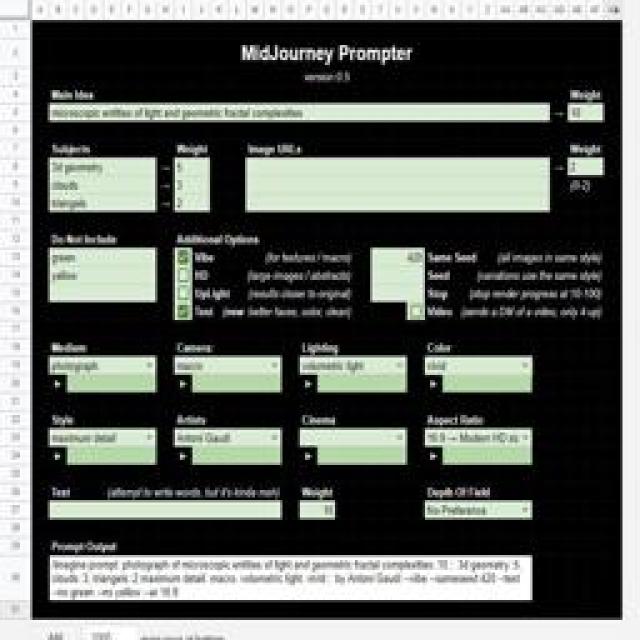 MidJourney Prompter
version 0.5
Main Idea Weight
microscopic entities of light and geometric fractal complexities → 10
Subjects Weight Image URLs Weight
3d geometry → 5 → 2
clouds → 3 (0-2)
triangels → 2
Do Not Include Additional Options
green Vibe (for features / macro) 420 Same Seed (all images in same style)
yellow HD (large images / abstracts) Seed (variations use the same style)
UpLight (results closer to original) Stop (stop render progress at 10-100)
Test (new (better faces, color, clean) Video (sends a DM of a video, only 4 up)
Medium Camera Lighting Color
photograph macro volumetric light vivid
Style Artists Cinema Aspect Ratio
maximum detail Antoni Gaudí 16:9 → Modern HD
Text (attempt to write words, but it's kinda meh) Weight Depth Of Field
10 No Preference
Prompt Output
/imagine prompt: photograph of microscopic entities of light and geometric fractal complexities: 10 : 3d geometry: 5,
clouds: 3, triangels: 2 maximum detail: macro: volumetric light: vivid : by Antoni Gaudí --vibe --sameseed 420 --test
--no green --no yellow --ar 16:9